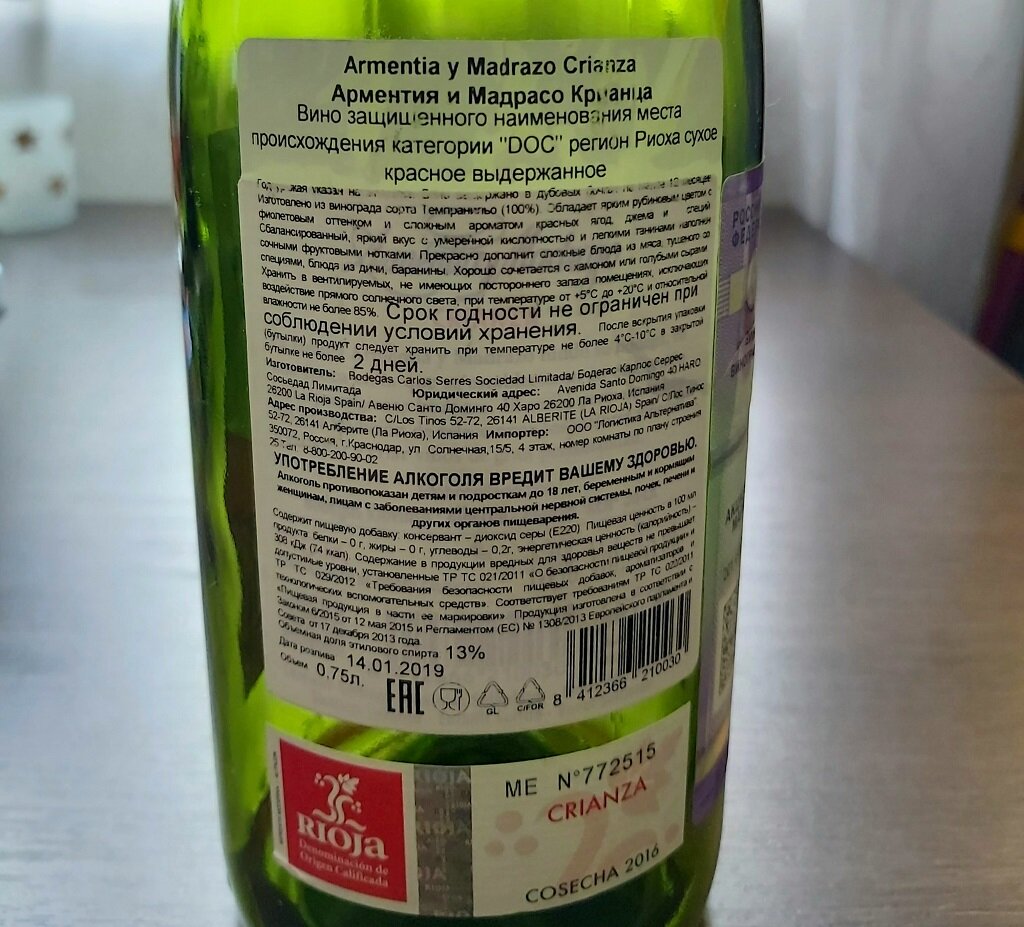 Armentia y Madrazo Crianza
Арментия и Мадрасо Крианца
Вино защищенного наименования места
происхождения категории "DOC" регион Риоха сухое
красное выдержанное
в дубовых 12 месяцев
Изготовлено из винограда сорта Темпранильо (100%). Обладает ярким рубиновым цветом с
фиолетовым оттенком и сложным ароматом красных ягод, джема и специй
Сбалансированный, яркий вкус с умеренной кислотностью и легкими танинами наполнен
сочными фруктовыми нотками. Прекрасно дополнит сложные блюда из мяса, тушеного со
специями, блюда из дичи, баранины. Хорошо сочетается с хамоном или голубыми сырами
Хранить в вентилируемых, не имеющих постороннего запаха помещениях, исключающих
воздействие прямого солнечного света, при температуре от +5°С до +20°С и относительной
влажности не более 85%. Срок годности не ограничен при
соблюдении условий хранения. После вскрытия упаковки
(бутылки) продукт следует хранить при температуре не более 4°С-10°С в закрытой
бутылке не более 2 дней.
Изготовитель: Bodegas Carlos Serres Sociedad Limitada/ Бодегас Карлос Серрес
Сосьедад Лимитада Юридический адрес: Avenida Santo Domingo 40 HARO
26200 La Rioja Spain/ Авеню Санто Доминго 40 Харо 26200 Ла Риоха, Испания
Адрес производства: C/Los Tinos 52-72, 26141 ALBERITE (LA RIOJA) Spain/ С/Лос Тинос
52-72, 26141 Алберите (Ла Риоха), Испания Импортер: ООО "Логистика Альтернатива"
350072, Россия, г.Краснодар, ул Солнечная,15/5, 4 этаж, номер комнаты по плану строения
25 Тел. 8-800-200-90-02
УПОТРЕБЛЕНИЕ АЛКОГОЛЯ ВРЕДИТ ВАШЕМУ ЗДОРОВЬЮ.
Алкоголь противопоказан детям и подросткам до 18 лет, беременным и кормящим
женщинам, лицам с заболеваниями центральной нервной системы, почек, печени и
других органов пищеварения.
Содержит пищевую добавку: консервант – диоксид серы (Е220). Пищевая ценность в 100 мл
продукта белки – 0 г, жиры – 0 г, углеводы – 0,2г, энергетическая ценность (калорийность) -
308 кДж (74 ккал). Содержание в продукции вредных для здоровья веществ не превышает
допустимые уровни, установленные ТР ТС 021/2011 «О безопасности пищевой продукции» и
ТР ТС 029/2012 «Требования безопасности пищевых добавок, ароматизаторов и
технологических вспомогательных средств». Соответствует требованиям ТР ТС 022/2011
«Пищевая продукция в части ее маркировки» Продукция изготовлена в соответствии с
Законом 6/2015 от 12 мая 2015 и Регламентом (ЕС) № 1308/2013 Европейского парламента и
Совета от 17 декабря 2013 года.
Объемная доля этилового спирта 13%
Дата розлива 14.01.2019
Объем 0,75л.
EAC
GL
C/FOR
8 412366 210030
ME N°772515
CRIANZA
COSECHA 2016
RIOJa
Denominación de
Origen Calificada